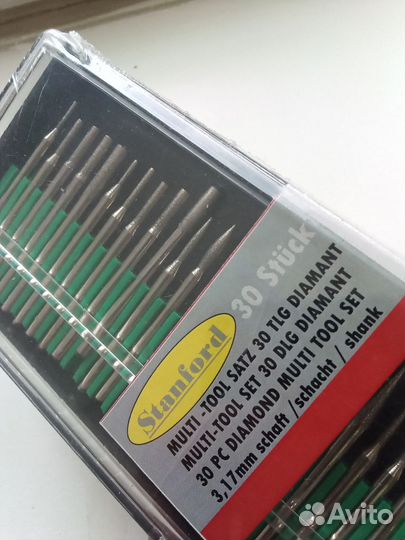 30 Stück
Stanford
MULTI -TOOL SATZ 30 TLG DIAMANT
MULTI-TOOL SET 30 DLG DIAMANT
30 PC DIAMOND MULTI TOOL SET
3,17mm schaft /schacht / shank
Avito